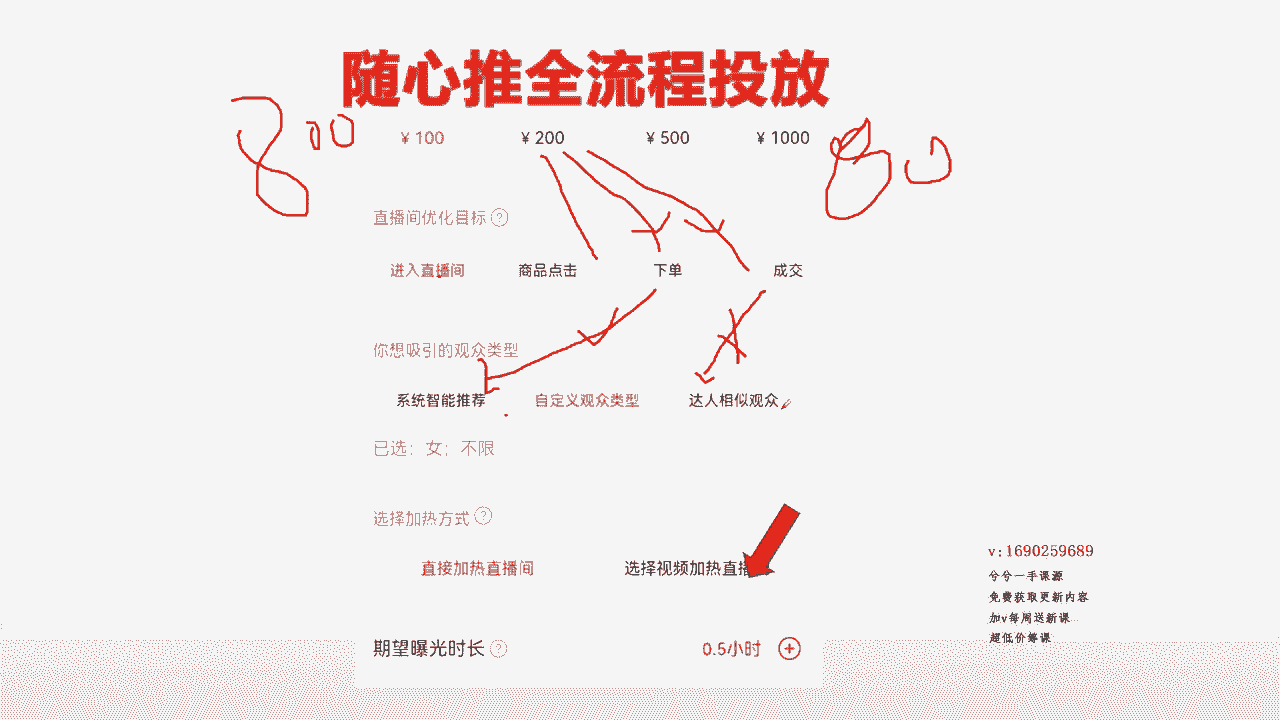 随心推全流程投放
800
¥ 100 ¥ 200 ¥ 500 ¥ 1000
直播间优化目标 ?
进入直播间 商品点击 下单 成交
你想吸引的观众类型
系统智能推荐 自定义观众类型 达人相似观众
已选：女；不限
选择加热方式 ?
直接加热直播间 选择视频加热直播
期望曝光时长 ? 0.5小时 +
v:1690259689
兮兮一手课源
免费获取更新内容
加v每周送新课
超低价筹课